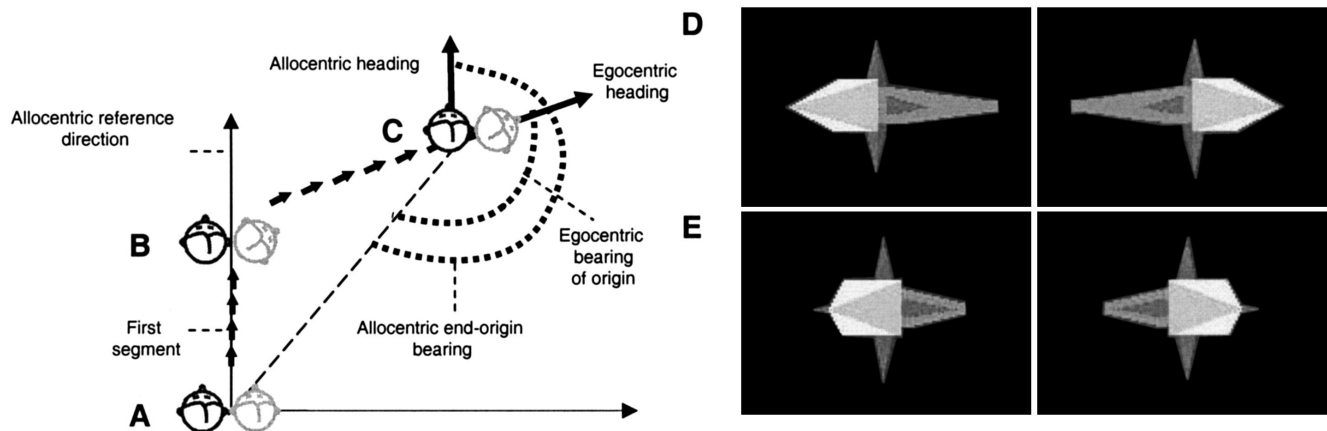 Allocentric heading
Egocentric
heading
Allocentric reference
direction
C
B
Egocentric
bearing
of origin
First
segment
Allocentric end-origin
bearing
A
D
E